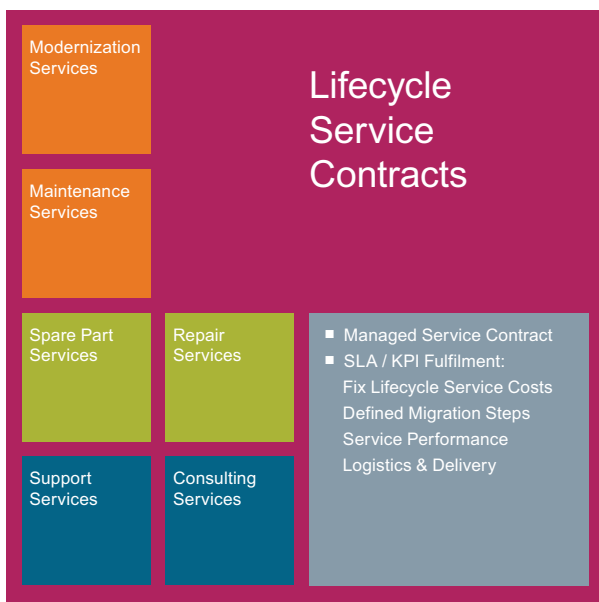 Modernization
Services
Lifecycle
Service
Contracts
Maintenance
Services
Spare Part
Services
Repair
Services
■ Managed Service Contract
■ SLA / KPI Fulfilment:
Fix Lifecycle Service Costs
Defined Migration Steps
Service Performance
Logistics & Delivery
Support
Services
Consulting
Services